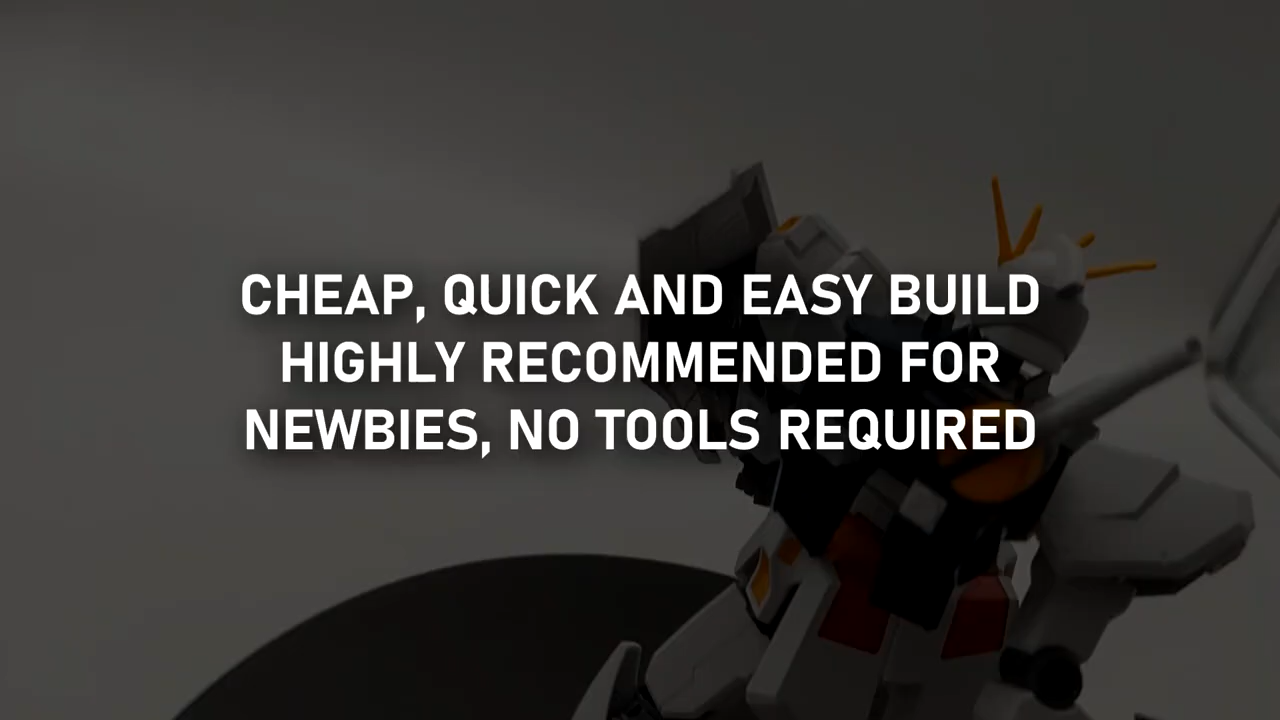 CHEAP, QUICK AND EASY BUILD
HIGHLY RECOMMENDED FOR
NEWBIES, NO TOOLS REQUIRED